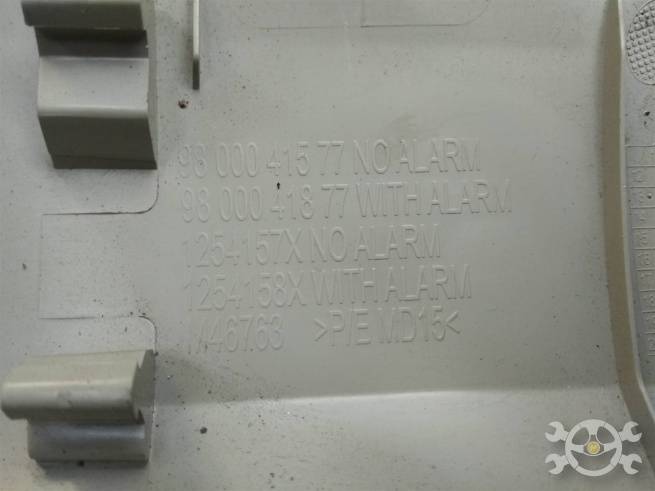 98 000 415 77 NO ALARM
98 000 418 77 WITH ALARM
1254157X NO ALARM
1254158X WITH ALARM
>P/E MD15<